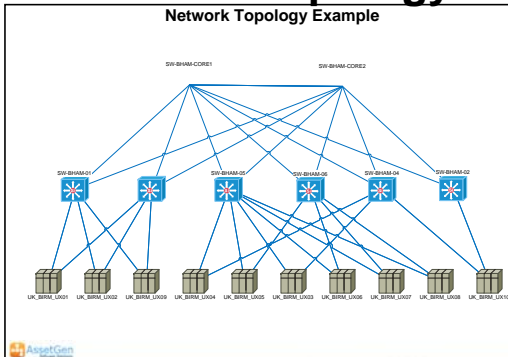 Network Topology Example
SW-BHAM-CORE1
SW-BHAM-CORE2
SW-BHAM-01
SW-BHAM-05
SW-BHAM-06
SW-BHAM-04
SW-BHAM-02
UK_BIRM_UX01
UK_BIRM_UX02
UK_BIRM_UX09
UK_BIRM_UX04
UK_BIRM_UX05
UK_BIRM_UX03
UK_BIRM_UX06
UK_BIRM_UX07
UK_BIRM_UX08
UK_BIRM_UX10
AssetGen